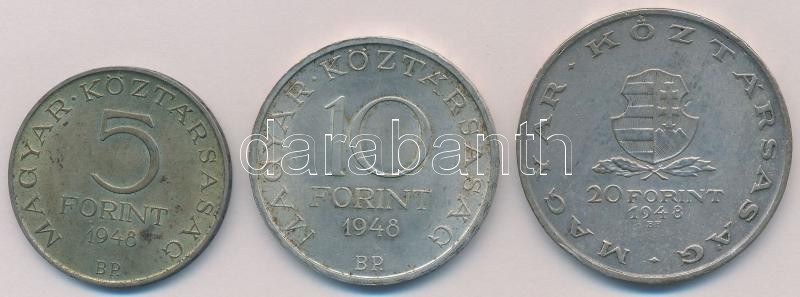 MAGYAR · KÖZTÁRSASÁG
5
FORINT
1948
BP.
MAGYAR · KÖZTÁRSASÁG
10
FORINT
1948
BP.
MAGYAR · KÖZTÁRSASÁG ·
20 FORINT
1948
BP.
darabanth